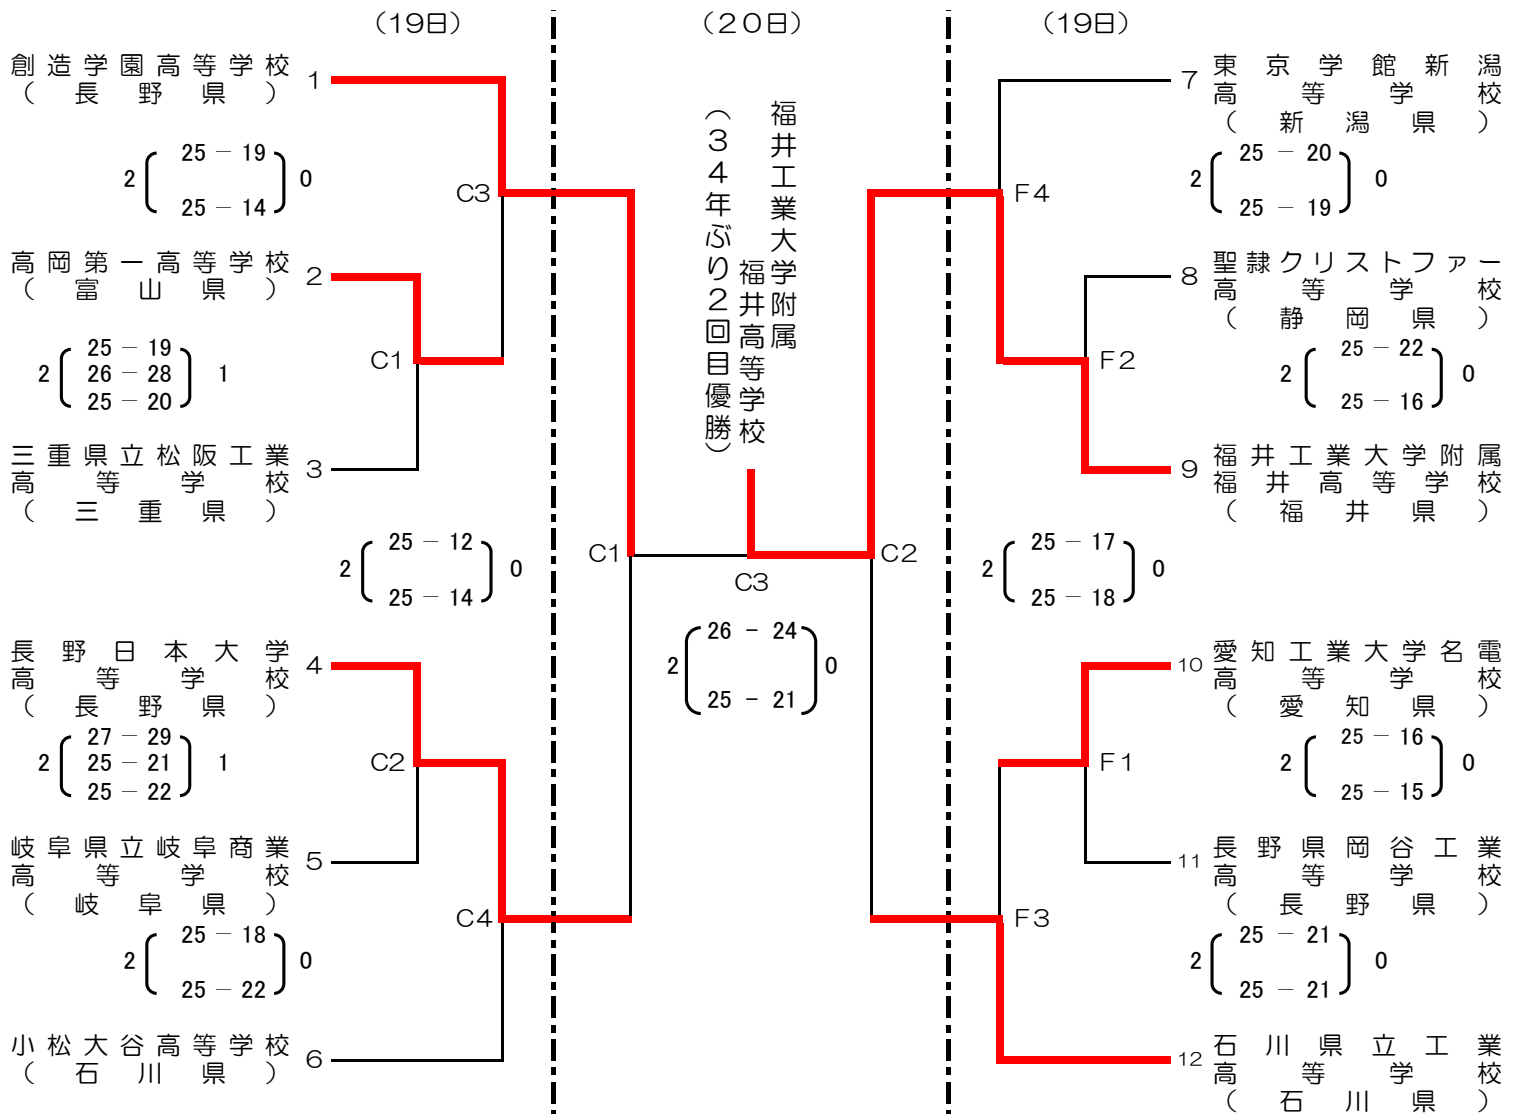 （19日）
（２０日）
（19日）
創造学園高等学校
（長野県）
1
2
25 － 19
25 － 14
0
C3
高岡第一高等学校
（富山県）
2
2
25 － 19
26 － 28
25 － 20
1
C1
三重県立松阪工業
高等学校
（三重県）
3
2
25 － 12
25 － 14
0
長野日本大学
高等学校
（長野県）
4
2
27 － 29
25 － 21
25 － 22
1
C2
岐阜県立岐阜商業
高等学校
（岐阜県）
5
2
25 － 18
25 － 22
0
C4
小松大谷高等学校
（石川県）
6
福井工業大学附属
福井高等学校
（３４年ぶり２回目優勝）
C1
C3
C2
2
26 － 24
25 － 21
0
7
東京学館新潟
高等学校
（新潟県）
2
25 － 20
25 － 19
0
F4
8
聖隷クリストファー
高等学校
（静岡県）
2
25 － 22
25 － 16
0
F2
9
福井工業大学附属
福井高等学校
（福井県）
2
25 － 17
25 － 18
0
10
愛知工業大学名電
高等学校
（愛知県）
2
25 － 16
25 － 15
0
F1
11
長野県岡谷工業
高等学校
（長野県）
2
25 － 21
25 － 21
0
F3
12
石川県立工業
高等学校
（石川県）